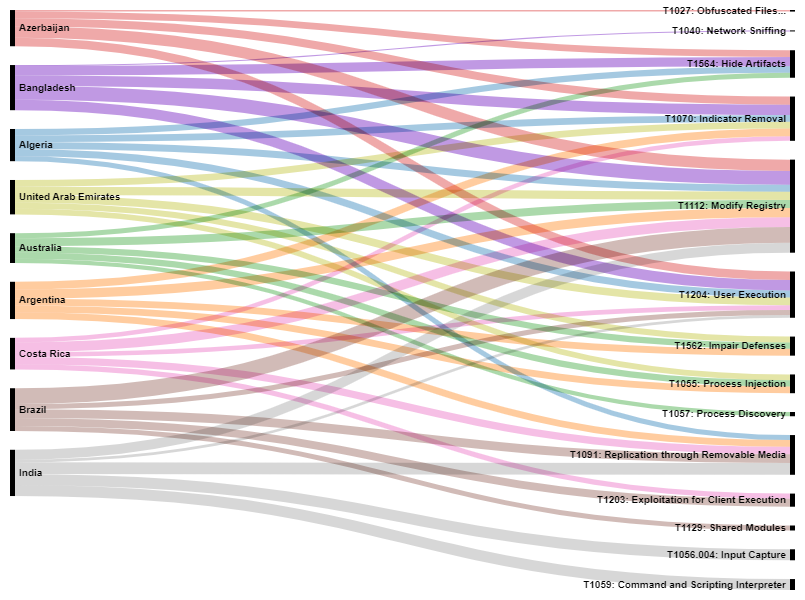 Azerbaijan
Bangladesh
Algeria
United Arab Emirates
Australia
Argentina
Costa Rica
Brazil
India
T1027: Obfuscated Files...
T1040: Network Sniffing
T1564: Hide Artifacts
T1070: Indicator Removal
T1112: Modify Registry
T1204: User Execution
T1562: Impair Defenses
T1055: Process Injection
T1057: Process Discovery
T1091: Replication through Removable Media
T1203: Exploitation for Client Execution
T1129: Shared Modules
T1056.004: Input Capture
T1059: Command and Scripting Interpreter